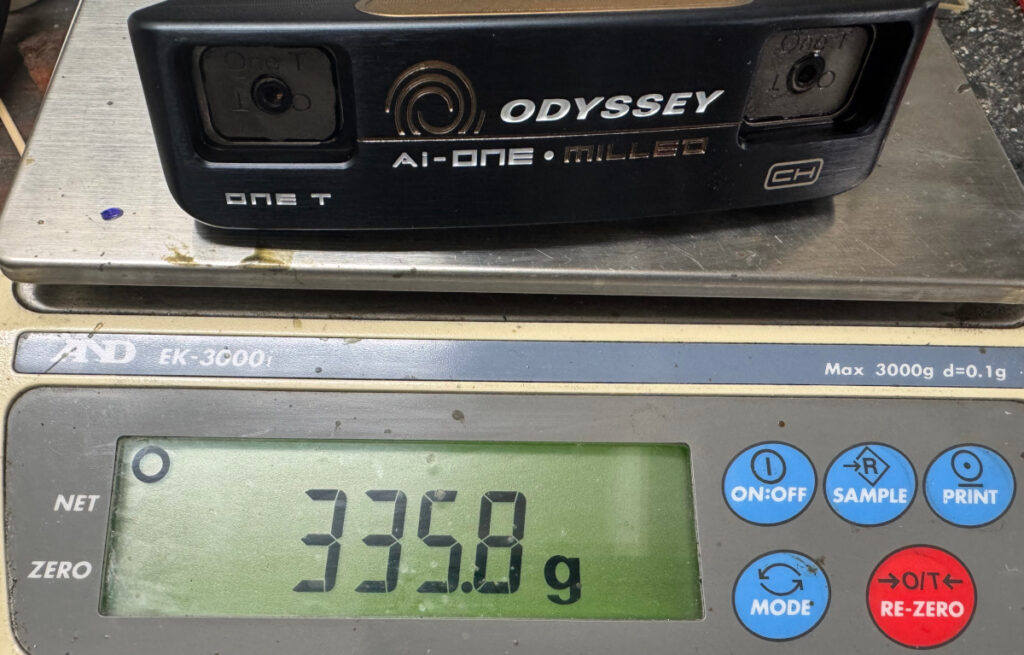 One T
One T
ODYSSEY
Ai-ONE • MILLED
ONE T
CH
AND EK-3000i
Max 3000g d=0.1g
NET
ZERO
335.8 g
ON:OFF
R
SAMPLE
PRINT
MODE
→O/T←
RE-ZERO